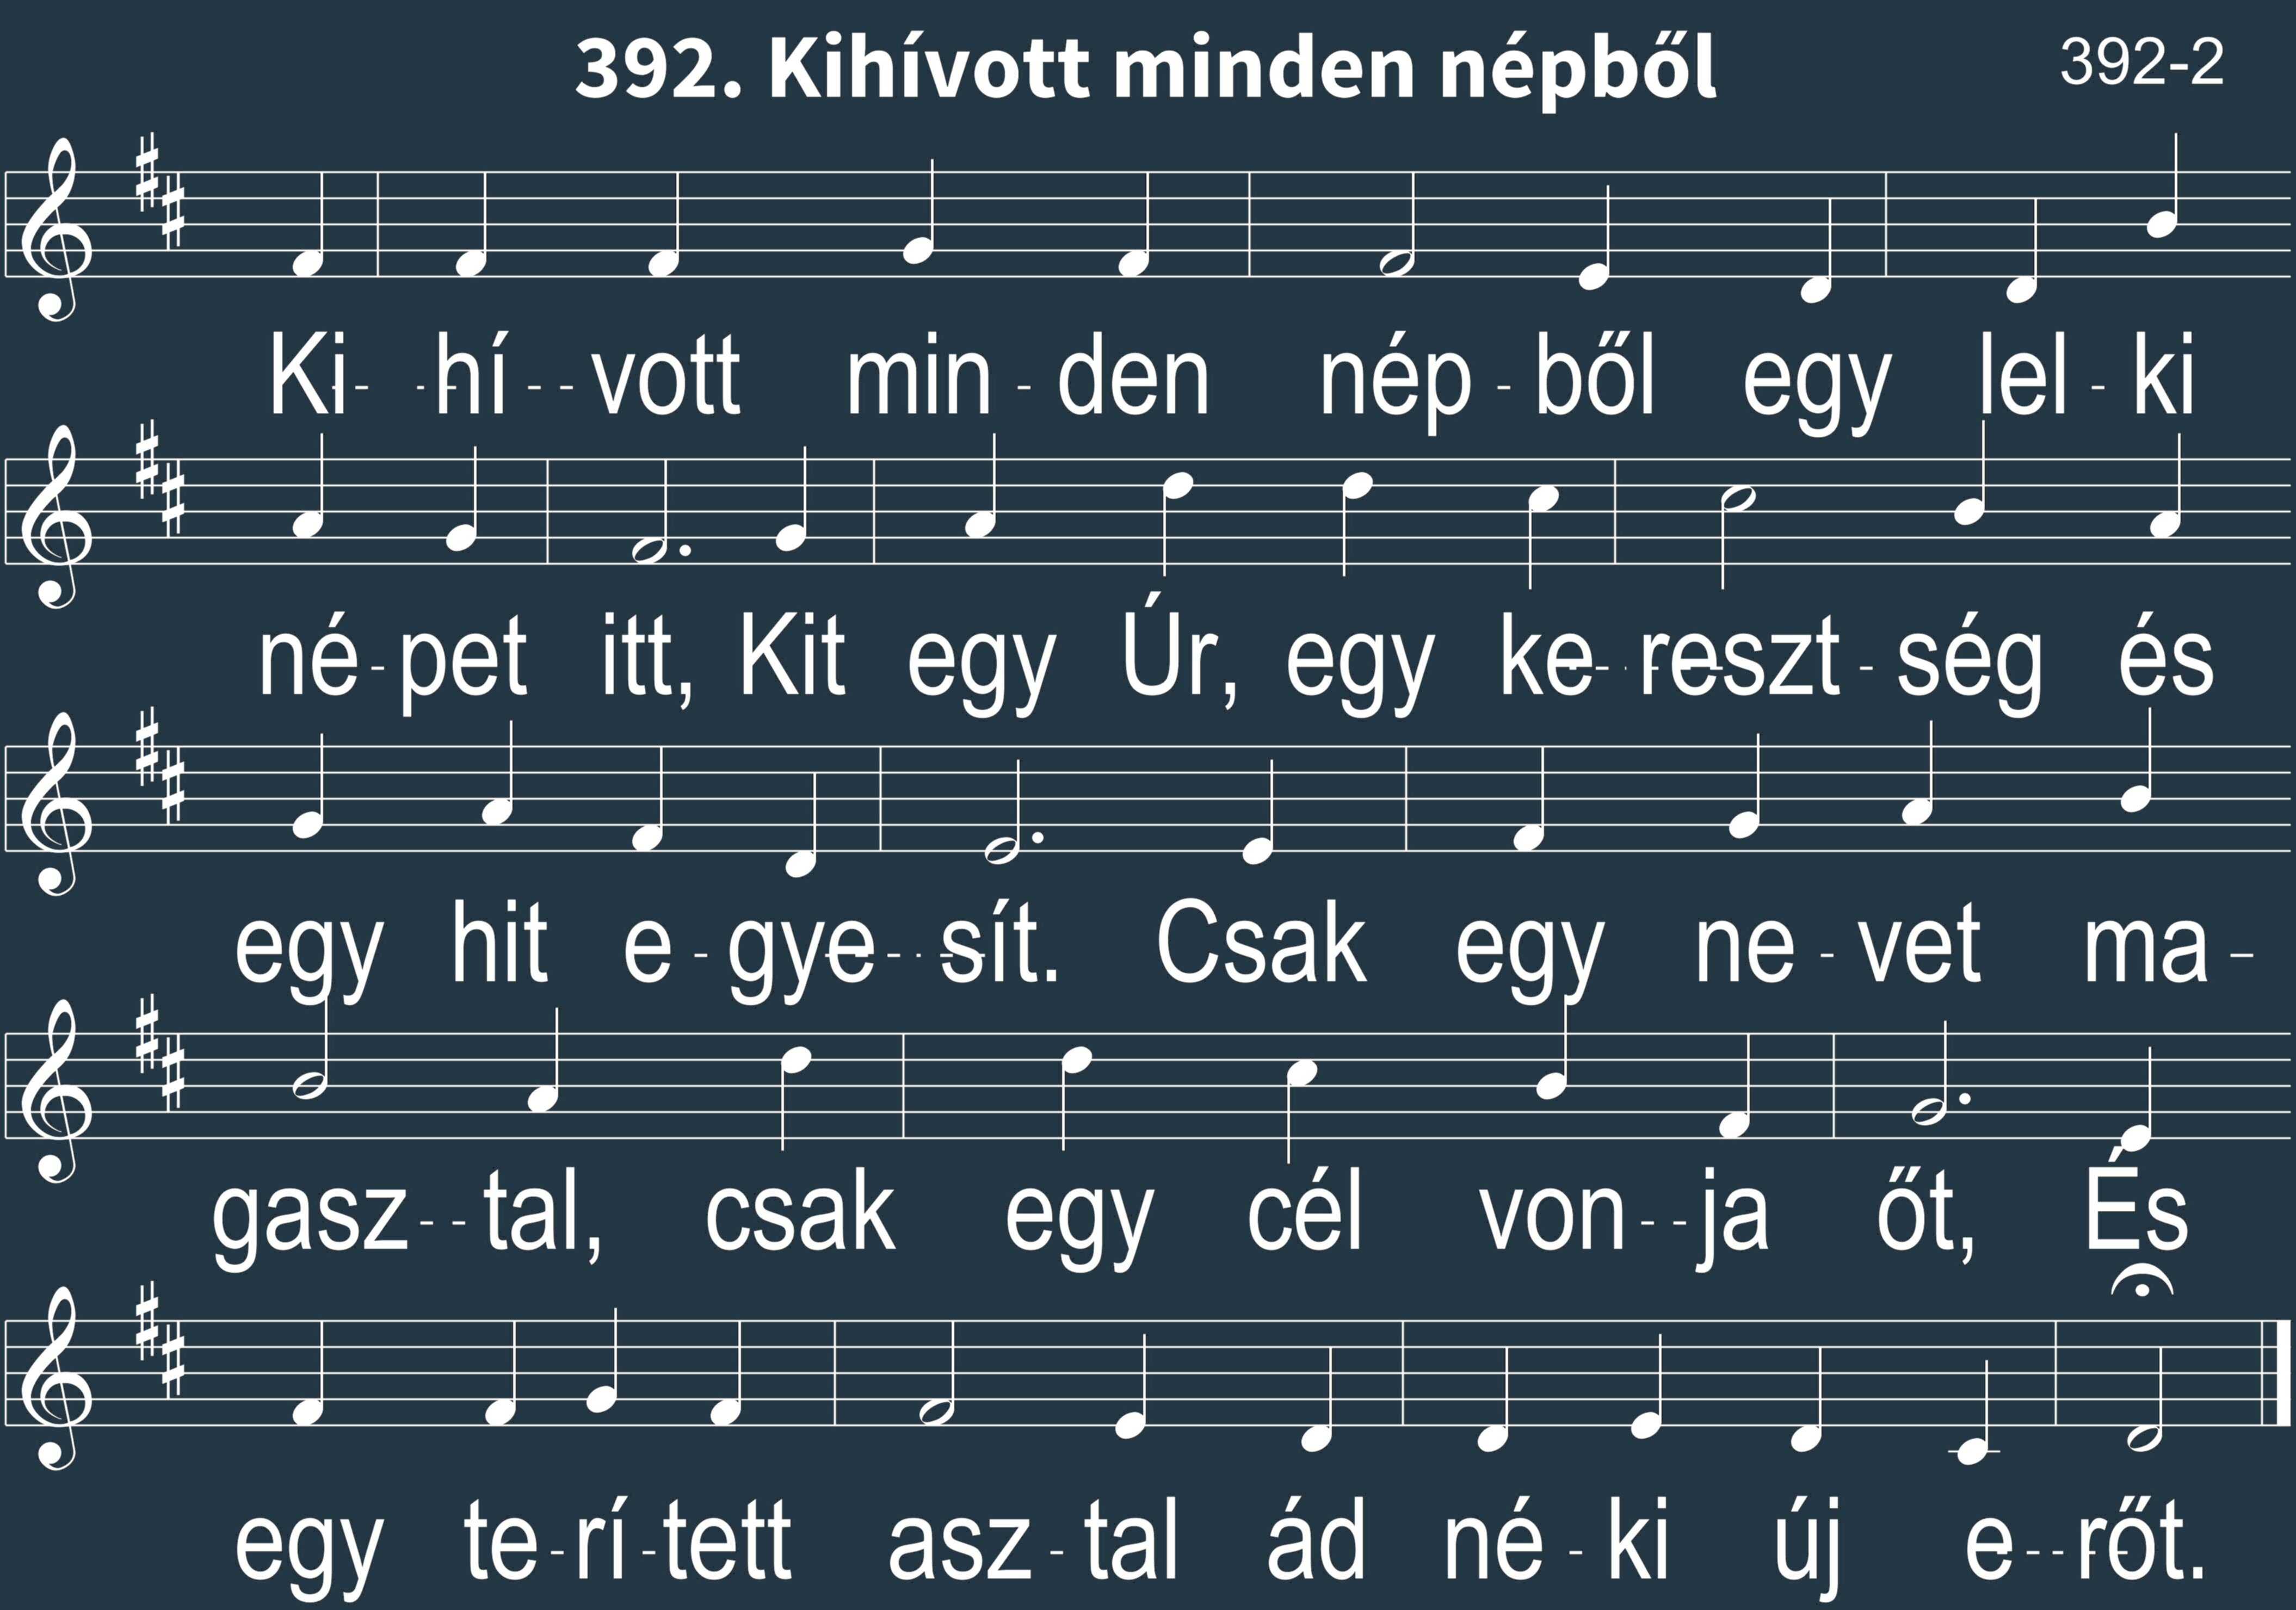 392. Kihívott minden népből 392-2
Ki- -hí--vott min-den nép-ből egy lel-ki
né-pet itt, Kit egy Úr, egy ke--reszt-ség és
egy hit e-gye--sít. Csak egy ne-vet ma-
gasz--tal, csak egy cél von--ja őt, És
egy te-rí-tett asz-tal ád né-ki új e--rőt.